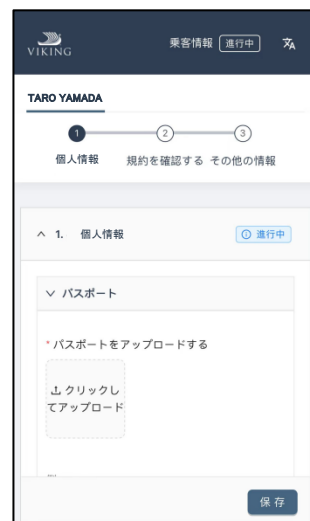 VIKING
乗客情報 進行中 文A
TARO YAMADA
1 2 3
個人情報 規約を確認する その他の情報
1. 個人情報 進行中
パスポート
* パスポートをアップロードする
クリックし
てアップロード
保存